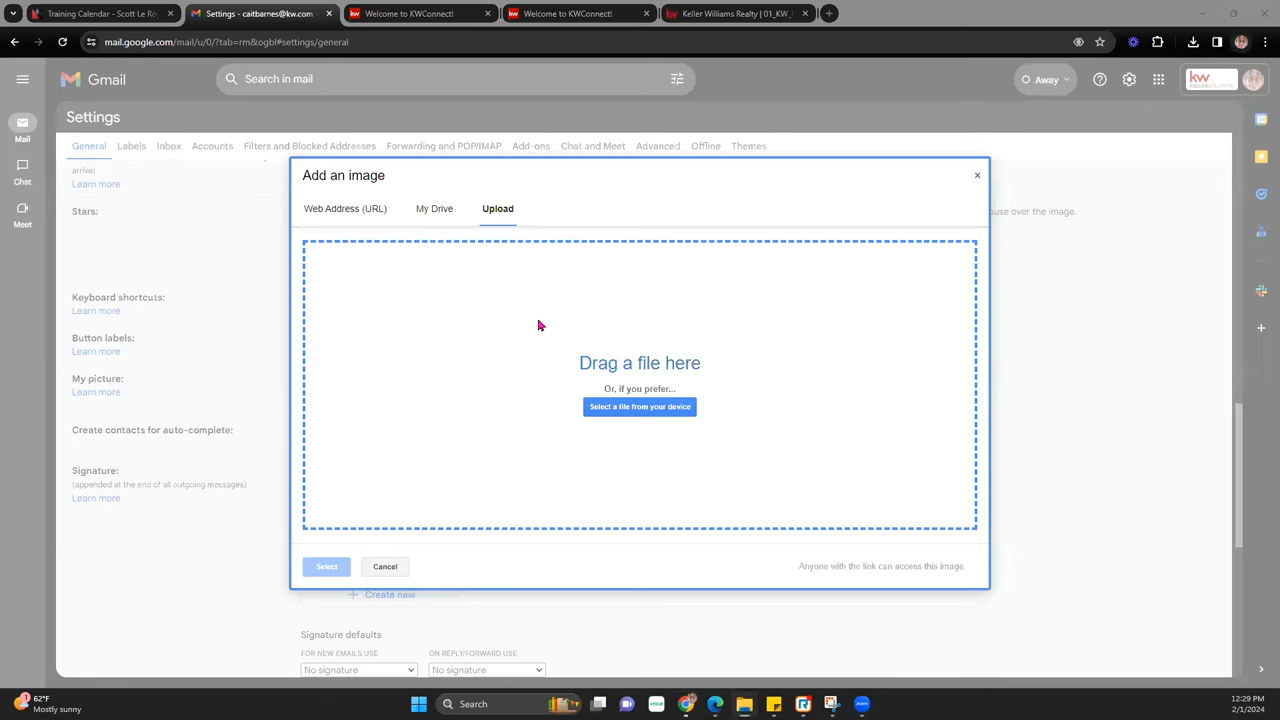 Training Calendar - Scott Le Ro
Settings - caitbarnes@kw.com
Welcome to KWConnect!
Welcome to KWConnect!
Keller Williams Realty | 01_KW_
mail.google.com/mail/u/0/?tab=rm&ogbl#settings/general
Gmail
Search in mail
Away
kw
KELLERWILLIAMS
Mail
Chat
Meet
Settings
General
Labels
Inbox
Accounts
Filters and Blocked Addresses
Forwarding and POP/IMAP
Add-ons
Chat and Meet
Advanced
Offline
Themes
arrive)
Learn more
Stars:
ouse over the image.
Keyboard shortcuts:
Learn more
Button labels:
Learn more
My picture:
Learn more
Create contacts for auto-complete:
Signature:
(appended at the end of all outgoing messages)
Learn more
Add an image
×
Web Address (URL)
My Drive
Upload
Drag a file here
Or, if you prefer...
Select a file from your device
Select
Cancel
Anyone with the link can access this image.
+ Create new
Signature defaults
FOR NEW EMAILS USE
ON REPLY/FORWARD USE
No signature
No signature
62°F
Mostly sunny
Search
cricut
zoom
12:29 PM
2/1/2024